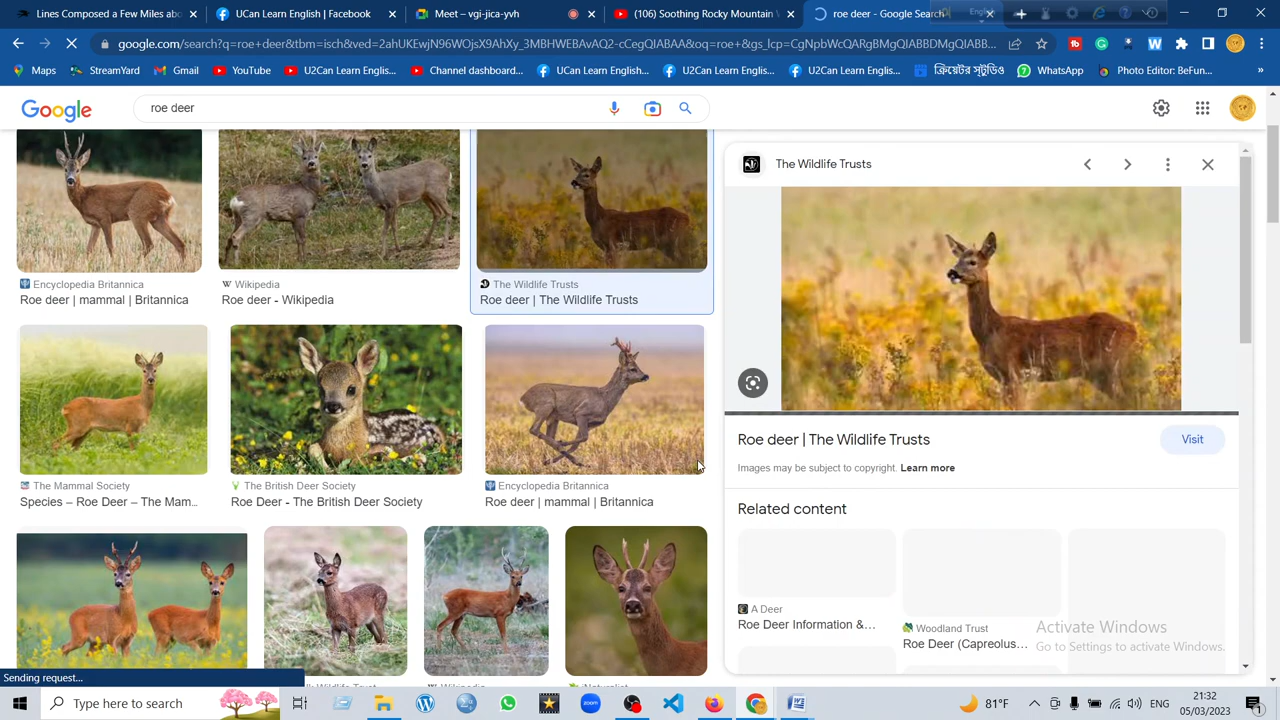 Lines Composed a Few Miles abo
UCan Learn English | Facebook
Meet – vgi-jica-yvh
(106) Soothing Rocky Mountain V
roe deer - Google Search
English
google.com/search?q=roe+deer&tbm=isch&ved=2ahUKEwjN96WOjsX9AhXy_3MBHWEBAvAQ2-cCegQIABAA&oq=roe+&gs_lcp=CgNpbWcQARgBMgQIABBDMgQIABB...
Maps
StreamYard
Gmail
YouTube
U2Can Learn Englis...
Channel dashboard...
UCan Learn English...
U2Can Learn Englis...
U2Can Learn Englis...
ক্রিয়েটর স্টুডিও
WhatsApp
Photo Editor: BeFun...
»
Google
roe deer
The Wildlife Trusts
Encyclopedia Britannica
Roe deer | mammal | Britannica
Wikipedia
Roe deer - Wikipedia
The Wildlife Trusts
Roe deer | The Wildlife Trusts
The Mammal Society
Species – Roe Deer – The Mam...
The British Deer Society
Roe Deer - The British Deer Society
Encyclopedia Britannica
Roe deer | mammal | Britannica
Roe deer | The Wildlife Trusts
Visit
Images may be subject to copyright. Learn more
Related content
A Deer
Roe Deer Information &...
Woodland Trust
Roe Deer (Capreolus...
Activate Windows
Go to Settings to activate Windows.
Sending request...
Type here to search
81°F
ENG
21:32
05/03/2023